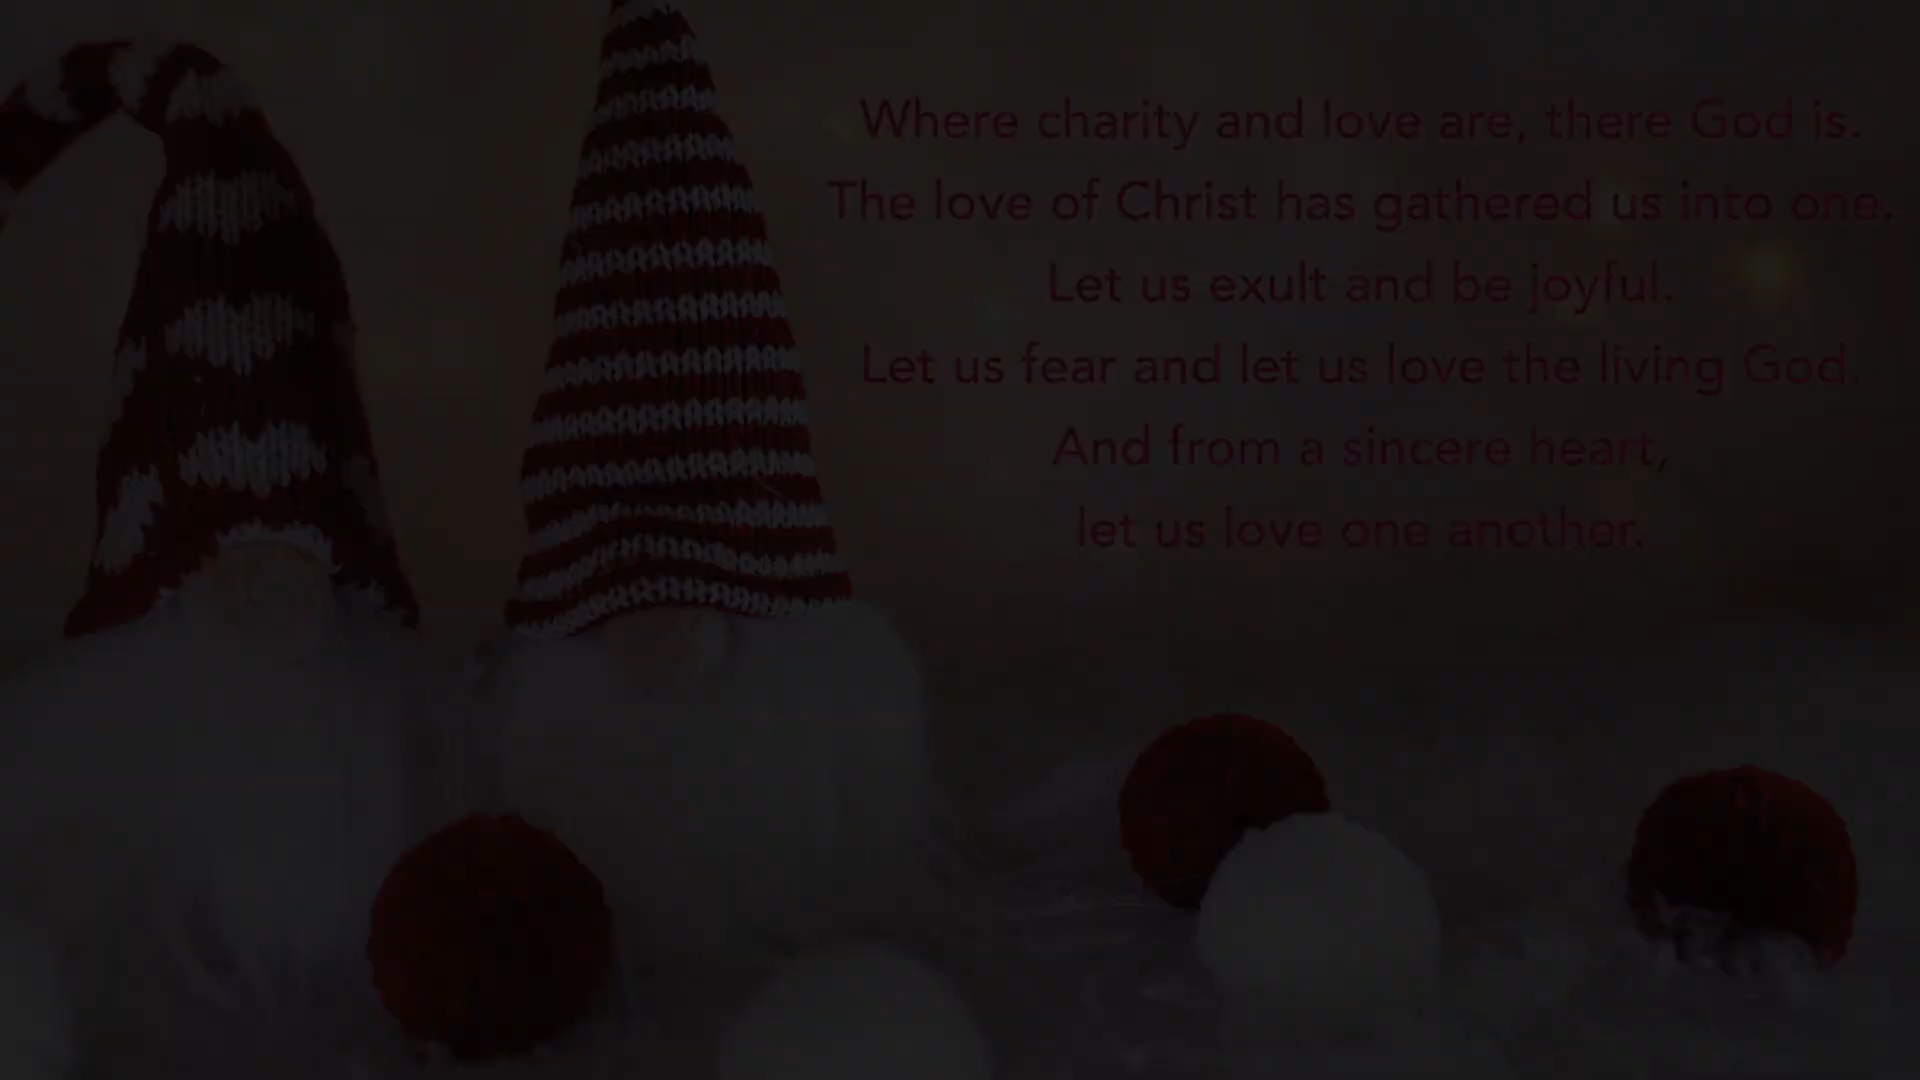 Where charity and love are, there God is.
The love of Christ has gathered us into one.
Let us exult and be joyful.
Let us fear and let us love the living God.
And from a sincere heart,
let us love one another.